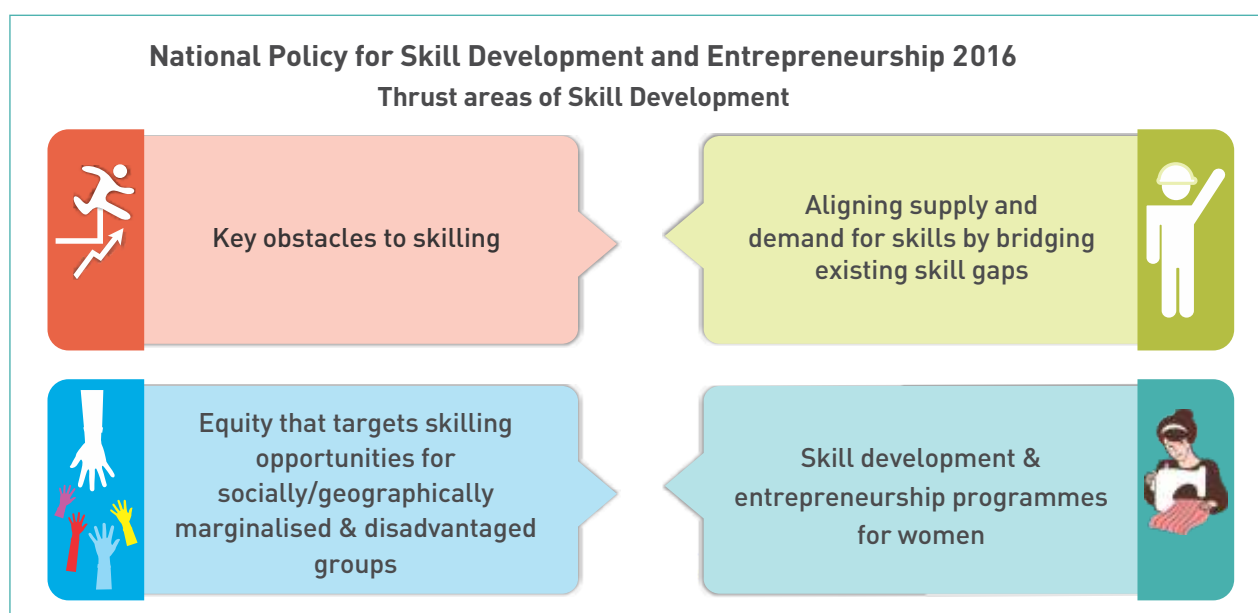 National Policy for Skill Development and Entrepreneurship 2016
Thrust areas of Skill Development
Key obstacles to skilling
Aligning supply and
demand for skills by bridging
existing skill gaps
Equity that targets skilling
opportunities for
socially/geographically
marginalised & disadvantaged
groups
Skill development &
entrepreneurship programmes
for women